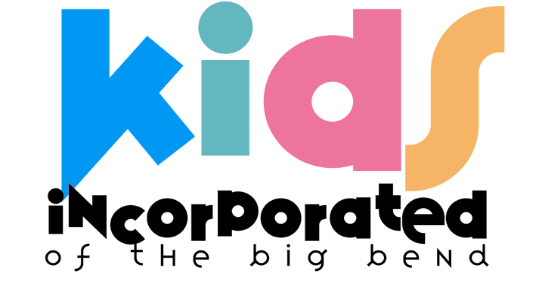 kids
incorporated
of the big bend